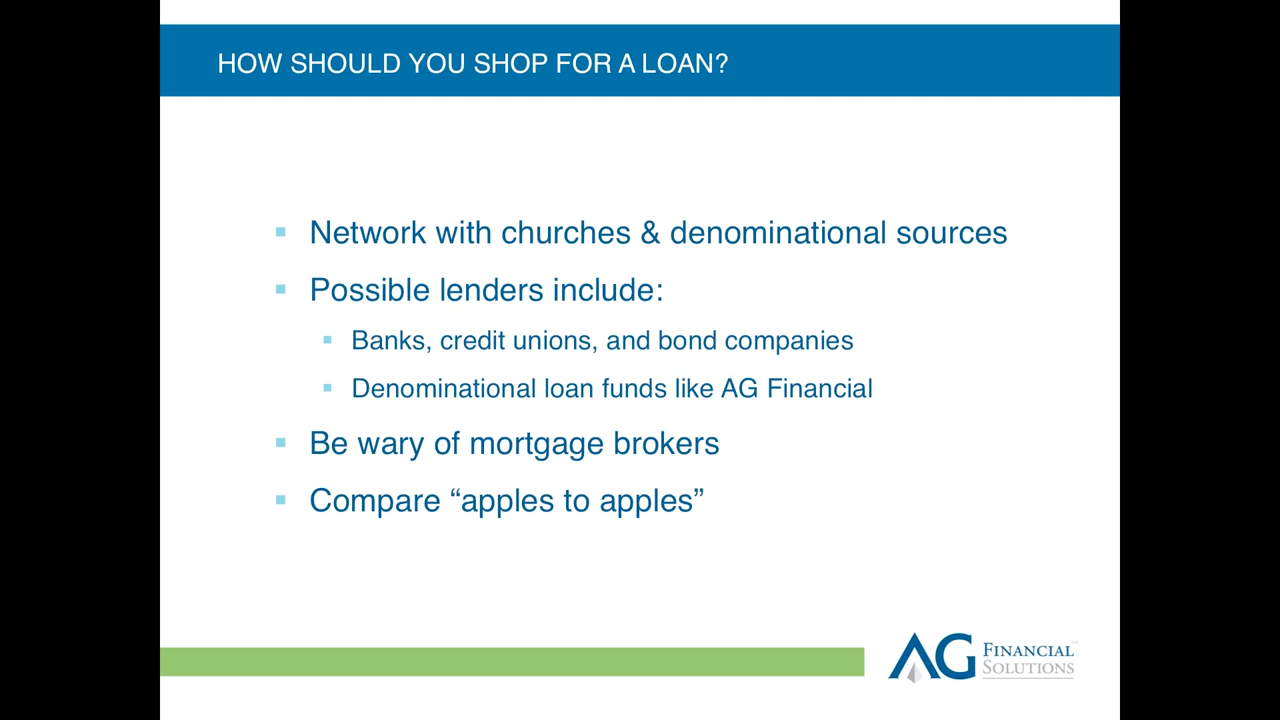 HOW SHOULD YOU SHOP FOR A LOAN?
Network with churches & denominational sources
Possible lenders include:
Banks, credit unions, and bond companies
Denominational loan funds like AG Financial
Be wary of mortgage brokers
Compare “apples to apples”
AG FINANCIAL
SOLUTIONS